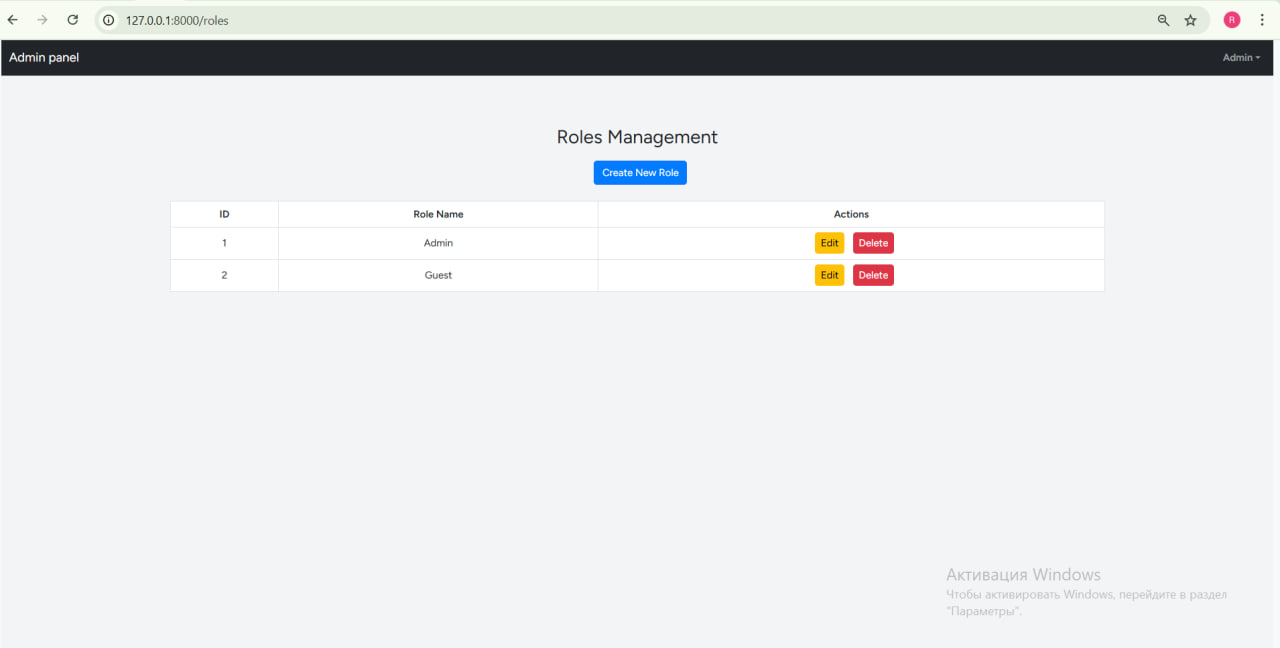 127.0.0.1:8000/roles
R
Admin panel
Admin
Roles Management
Create New Role
ID Role Name Actions
1 Admin Edit Delete
2 Guest Edit Delete
Активация Windows
Чтобы активировать Windows, перейдите в раздел
"Параметры".